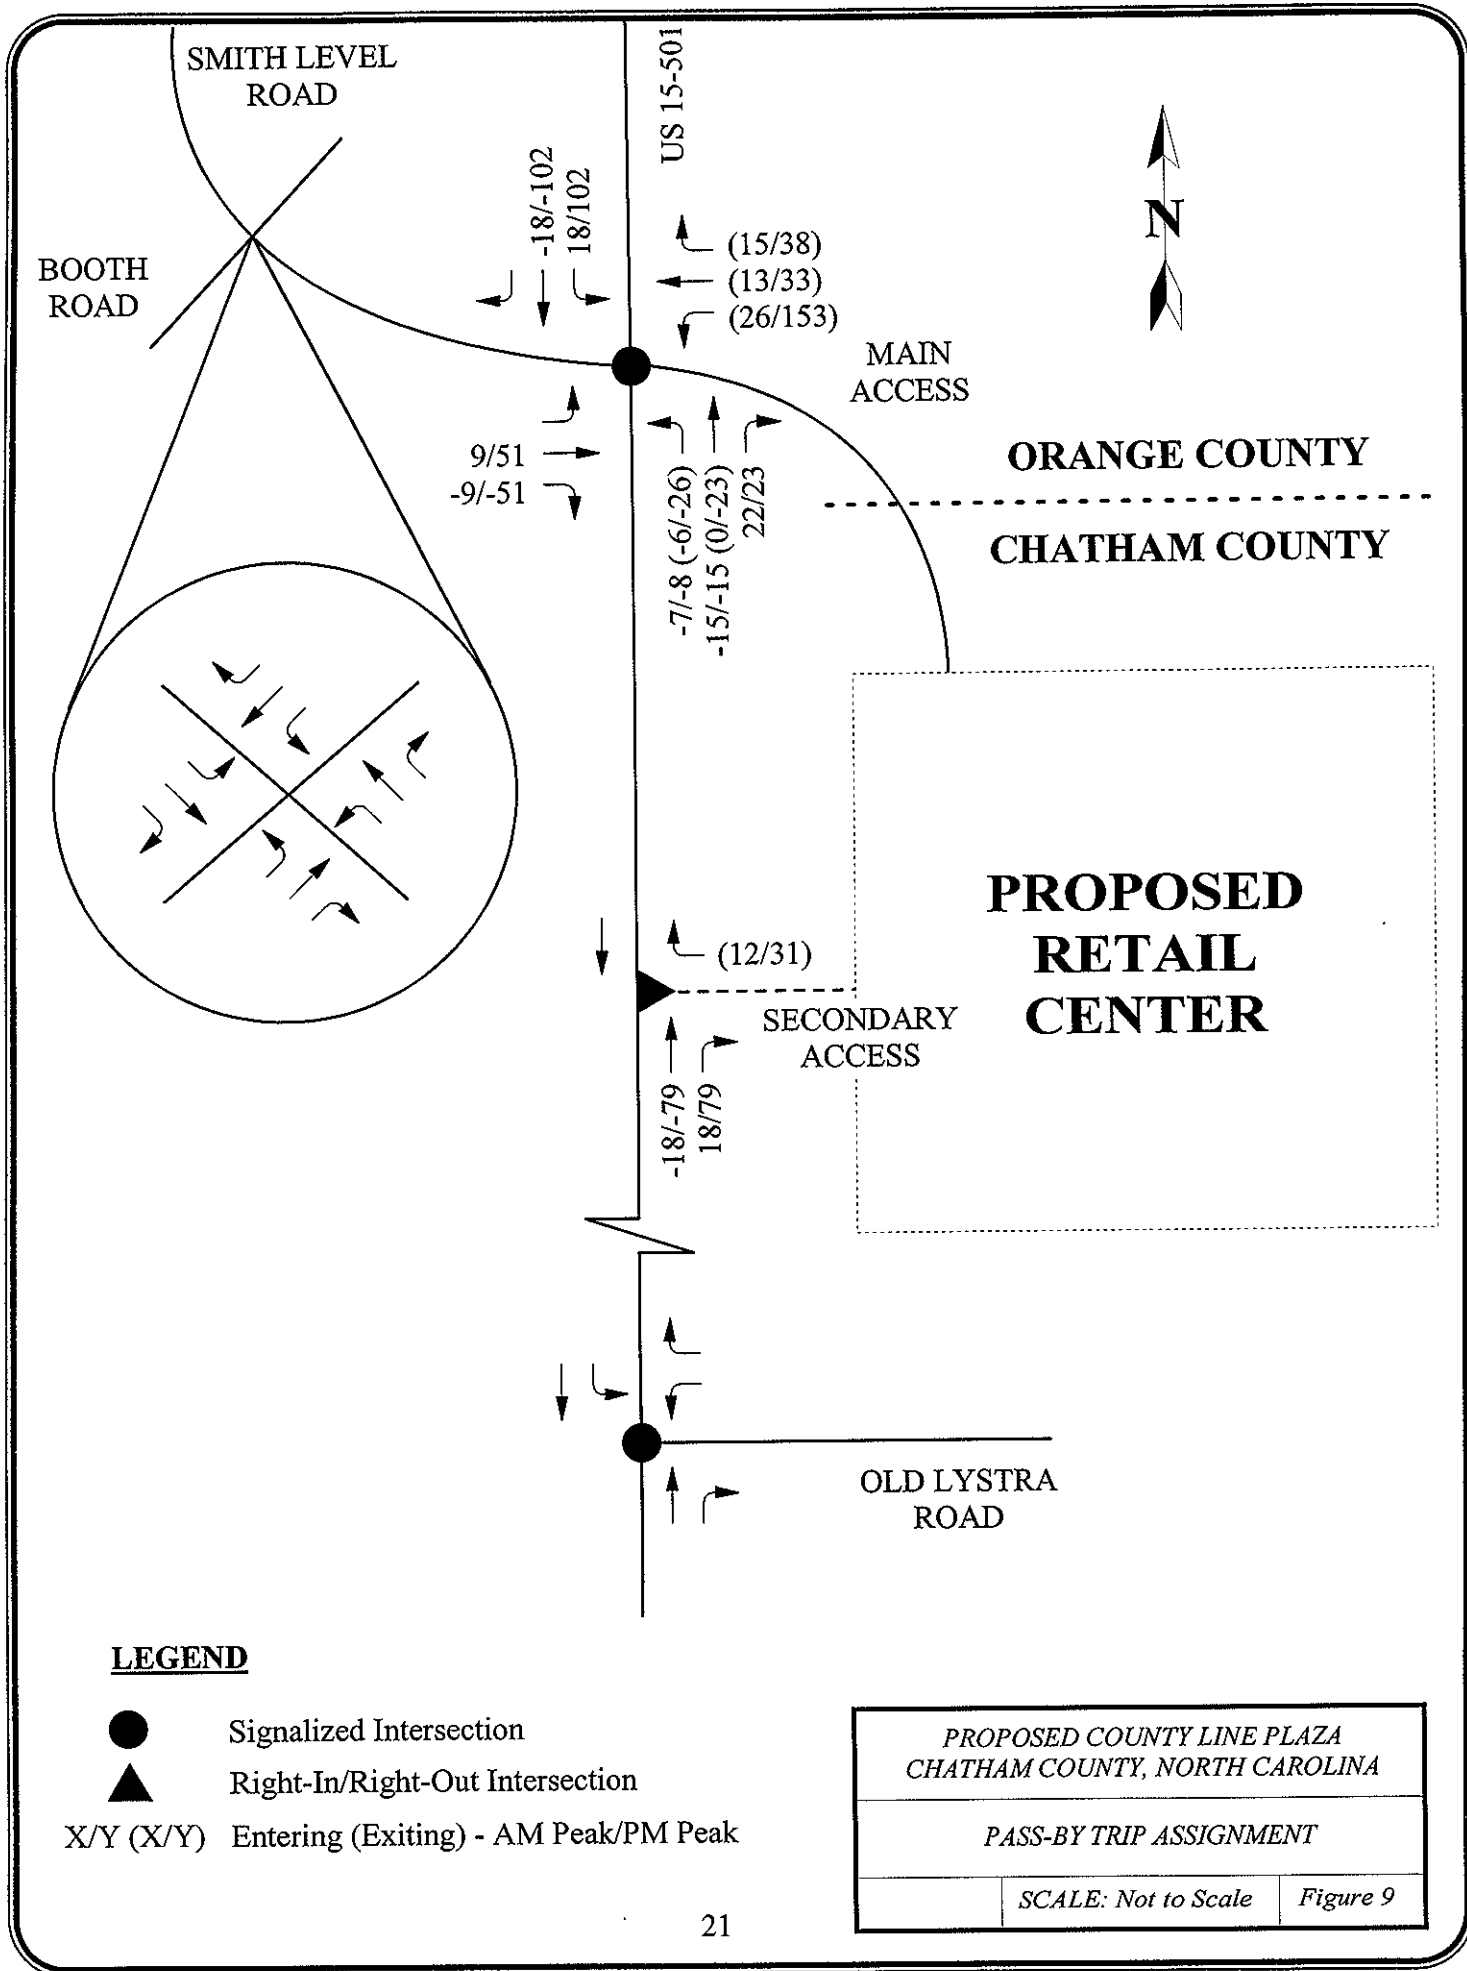 SMITH LEVEL
ROAD
US 15-501
-18/-102
18/102
(15/38)
(13/33)
(26/153)
N
BOOTH
ROAD
MAIN
ACCESS
9/51
-9/-51
-7/-8 (-6/-26)
-15/-15 (0/-23)
22/23
ORANGE COUNTY
CHATHAM COUNTY
PROPOSED
RETAIL
CENTER
(12/31)
SECONDARY
ACCESS
-18/-79
18/79
OLD LYSTRA
ROAD
LEGEND
Signalized Intersection
Right-In/Right-Out Intersection
X/Y (X/Y) Entering (Exiting) - AM Peak/PM Peak
PROPOSED COUNTY LINE PLAZA
CHATHAM COUNTY, NORTH CAROLINA
PASS-BY TRIP ASSIGNMENT
SCALE: Not to Scale Figure 9
21